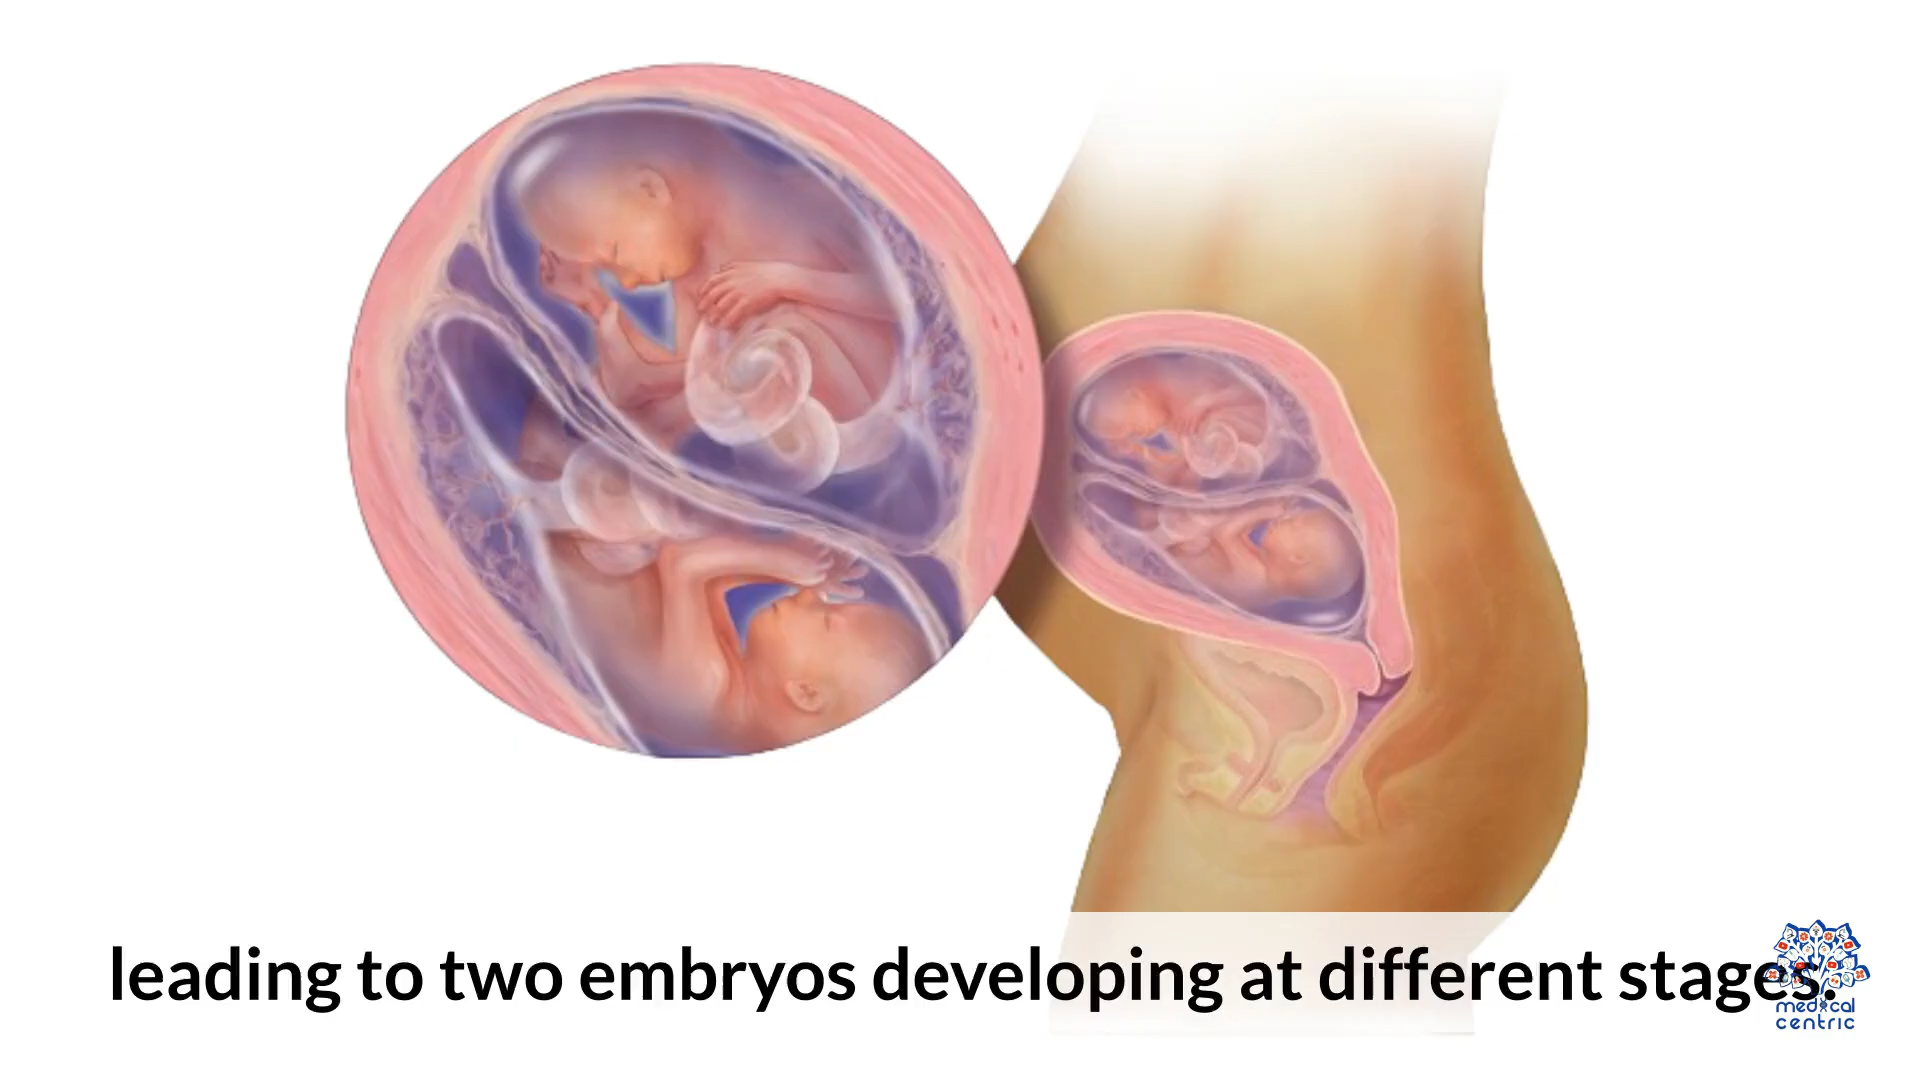 leading to two embryos developing at different stages.
medical
centric